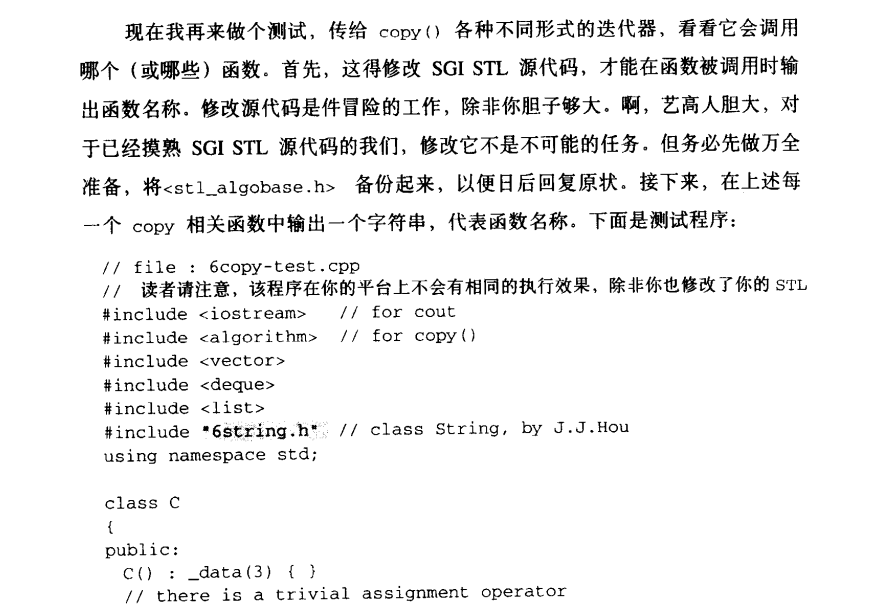 现在我再来做个测试，传给 copy() 各种不同形式的迭代器，看看它会调用
哪个（或哪些）函数。首先，这得修改 SGI STL 源代码，才能在函数被调用时输
出函数名称。修改源代码是件冒险的工作，除非你胆子够大。啊，艺高人胆大，对
于已经摸熟 SGI STL 源代码的我们，修改它不是不可能的任务。但务必先做万全
准备，将<stl_algobase.h> 备份起来，以便日后回复原状。接下来，在上述每
一个 copy 相关函数中输出一个字符串，代表函数名称。下面是测试程序：
// file : 6copy-test.cpp
// 读者请注意，该程序在你的平台上不会有相同的执行效果，除非你也修改了你的 STL
#include <iostream> // for cout
#include <algorithm> // for copy()
#include <vector>
#include <deque>
#include <list>
#include "6string.h" // class String, by J.J.Hou
using namespace std;
class C
{
public:
C() : _data(3) { }
// there is a trivial assignment operator